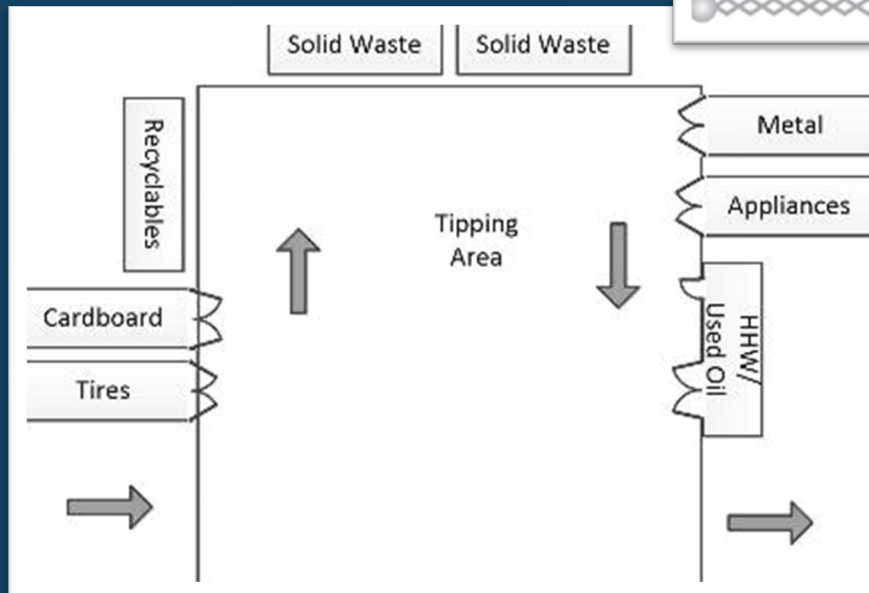 Solid Waste
Solid Waste
Recyclables
Metal
Appliances
Tipping
Area
Cardboard
Tires
HHW/
Used Oil